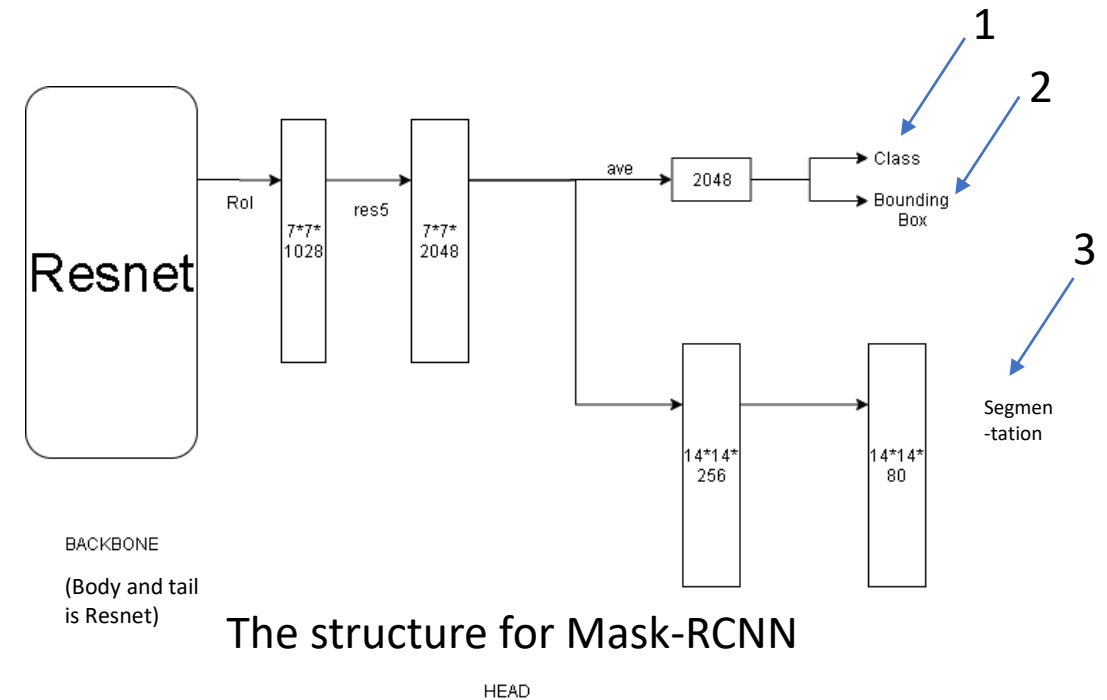 1
2
3
Resnet
RoI
7*7*
1028
res5
7*7*
2048
ave
2048
Class
Bounding
Box
14*14*
256
14*14*
80
Segmen
-tation
BACKBONE
(Body and tail
is Resnet)
The structure for Mask-RCNN
HEAD